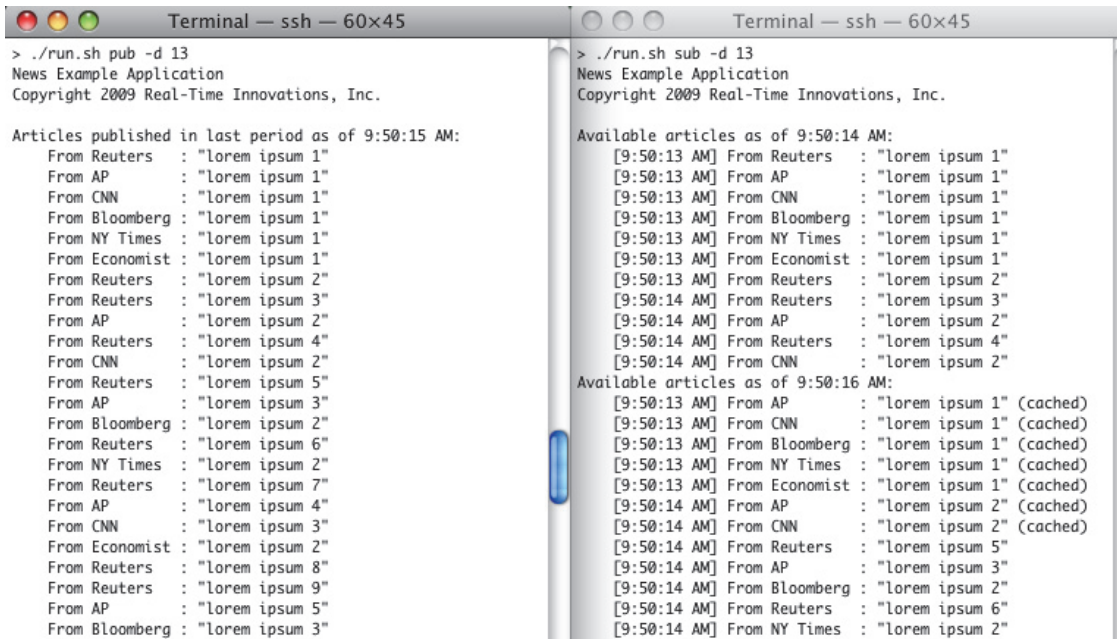 Terminal — ssh — 60×45
> ./run.sh pub -d 13
News Example Application
Copyright 2009 Real-Time Innovations, Inc.
Articles published in last period as of 9:50:15 AM:
From Reuters : "lorem ipsum 1"
From AP : "lorem ipsum 1"
From CNN : "lorem ipsum 1"
From Bloomberg : "lorem ipsum 1"
From NY Times : "lorem ipsum 1"
From Economist : "lorem ipsum 1"
From Reuters : "lorem ipsum 2"
From Reuters : "lorem ipsum 3"
From AP : "lorem ipsum 2"
From Reuters : "lorem ipsum 4"
From CNN : "lorem ipsum 2"
From Reuters : "lorem ipsum 5"
From AP : "lorem ipsum 3"
From Bloomberg : "lorem ipsum 2"
From Reuters : "lorem ipsum 6"
From NY Times : "lorem ipsum 2"
From Reuters : "lorem ipsum 7"
From AP : "lorem ipsum 4"
From CNN : "lorem ipsum 3"
From Economist : "lorem ipsum 2"
From Reuters : "lorem ipsum 8"
From Reuters : "lorem ipsum 9"
From AP : "lorem ipsum 5"
From Bloomberg : "lorem ipsum 3"
Terminal — ssh — 60×45
> ./run.sh sub -d 13
News Example Application
Copyright 2009 Real-Time Innovations, Inc.
Available articles as of 9:50:14 AM:
[9:50:13 AM] From Reuters : "lorem ipsum 1"
[9:50:13 AM] From AP : "lorem ipsum 1"
[9:50:13 AM] From CNN : "lorem ipsum 1"
[9:50:13 AM] From Bloomberg : "lorem ipsum 1"
[9:50:13 AM] From NY Times : "lorem ipsum 1"
[9:50:13 AM] From Economist : "lorem ipsum 1"
[9:50:13 AM] From Reuters : "lorem ipsum 2"
[9:50:14 AM] From Reuters : "lorem ipsum 3"
[9:50:14 AM] From AP : "lorem ipsum 2"
[9:50:14 AM] From Reuters : "lorem ipsum 4"
[9:50:14 AM] From CNN : "lorem ipsum 2"
Available articles as of 9:50:16 AM:
[9:50:13 AM] From AP : "lorem ipsum 1" (cached)
[9:50:13 AM] From CNN : "lorem ipsum 1" (cached)
[9:50:13 AM] From Bloomberg : "lorem ipsum 1" (cached)
[9:50:13 AM] From NY Times : "lorem ipsum 1" (cached)
[9:50:13 AM] From Economist : "lorem ipsum 1" (cached)
[9:50:14 AM] From AP : "lorem ipsum 2" (cached)
[9:50:14 AM] From CNN : "lorem ipsum 2" (cached)
[9:50:14 AM] From Reuters : "lorem ipsum 5"
[9:50:14 AM] From AP : "lorem ipsum 3"
[9:50:14 AM] From Bloomberg : "lorem ipsum 2"
[9:50:14 AM] From Reuters : "lorem ipsum 6"
[9:50:14 AM] From NY Times : "lorem ipsum 2"